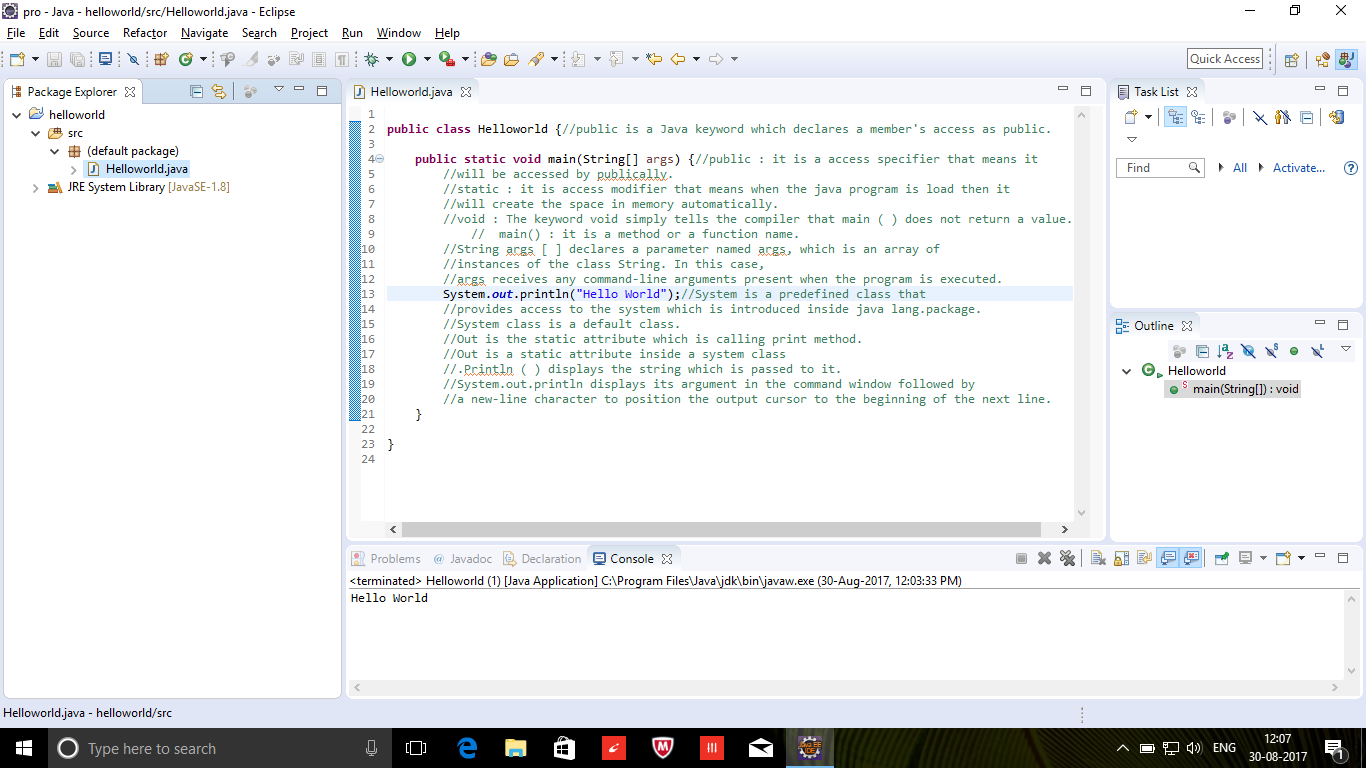 pro - Java - helloworld/src/Helloworld.java - Eclipse
File Edit Source Refactor Navigate Search Project Run Window Help
Quick Access
Package Explorer
helloworld
src
(default package)
Helloworld.java
JRE System Library [JavaSE-1.8]
Helloworld.java
1
2 public class Helloworld {//public is a Java keyword which declares a member's access as public.
3
4 public static void main(String[] args) {//public : it is a access specifier that means it
5 //will be accessed by publically.
6 //static : it is access modifier that means when the java program is load then it
7 //will create the space in memory automatically.
8 //void : The keyword void simply tells the compiler that main ( ) does not return a value.
9 //  main() : it is a method or a function name.
10 //String args [ ] declares a parameter named args, which is an array of
11 //instances of the class String. In this case,
12 //args receives any command-line arguments present when the program is executed.
13 System.out.println("Hello World");//System is a predefined class that
14 //provides access to the system which is introduced inside java lang.package.
15 //System class is a default class.
16 //Out is the static attribute which is calling print method.
17 //Out is a static attribute inside a system class
18 //.Println ( ) displays the string which is passed to it.
19 //System.out.println displays its argument in the command window followed by
20 //a new-line character to position the output cursor to the beginning of the next line.
21 }
22
23 }
24
Task List
Find All Activate...
Outline
Helloworld
main(String[]) : void
Problems @ Javadoc Declaration Console
<terminated> Helloworld (1) [Java Application] C:\Program Files\Java\jdk\bin\javaw.exe (30-Aug-2017, 12:03:33 PM)
Hello World
Helloworld.java - helloworld/src
Type here to search
ENG
12:07
30-08-2017
1